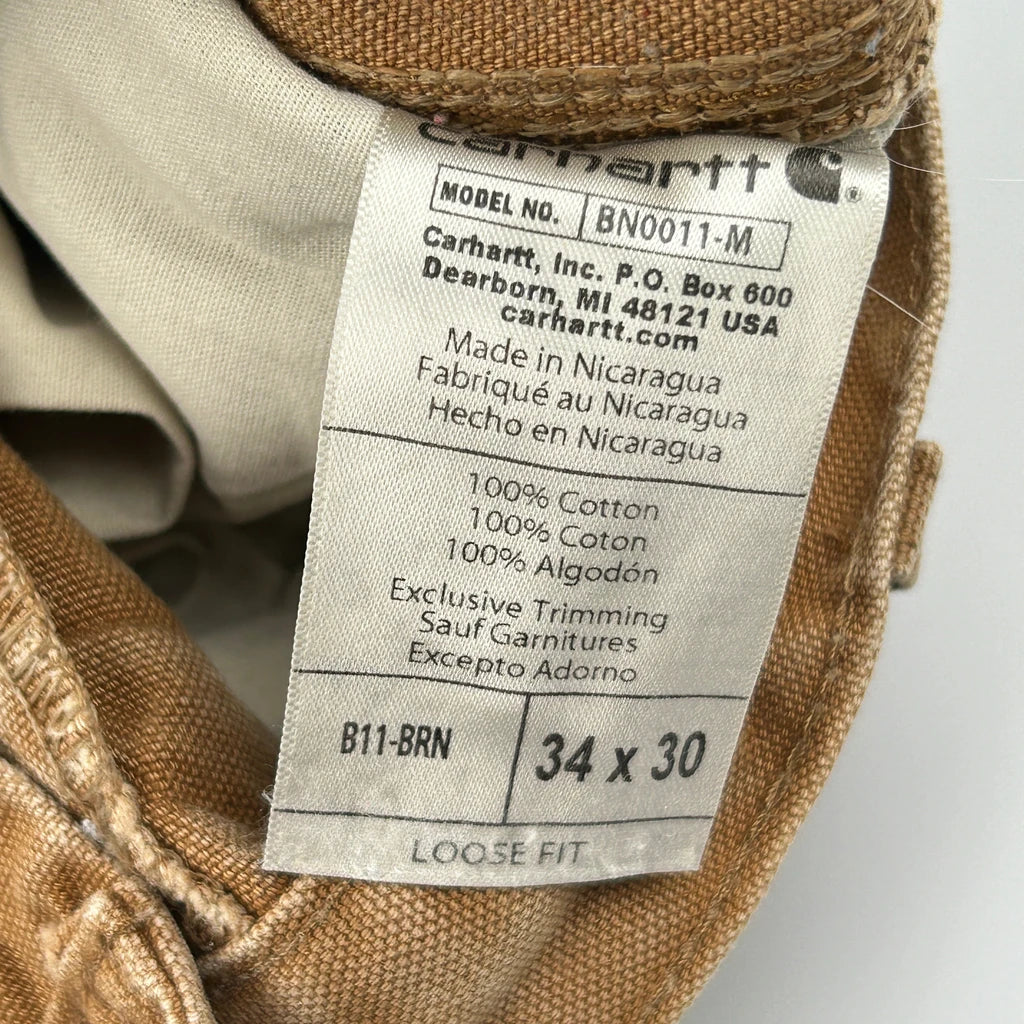 carhartt
MODEL NO. BN0011-M
Carhartt, Inc. P.O. Box 600
Dearborn, MI 48121 USA
carhartt.com
Made in Nicaragua
Fabriqué au Nicaragua
Hecho en Nicaragua
100% Cotton
100% Coton
100% Algodón
Exclusive Trimming
Sauf Garnitures
Excepto Adorno
B11-BRN 34 x 30
LOOSE FIT